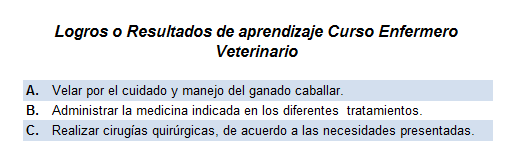 Logros o Resultados de aprendizaje Curso Enfermero
Veterinario
A. Velar por el cuidado y manejo del ganado caballar.
B. Administrar la medicina indicada en los diferentes tratamientos.
C. Realizar cirugías quirúrgicas, de acuerdo a las necesidades presentadas.